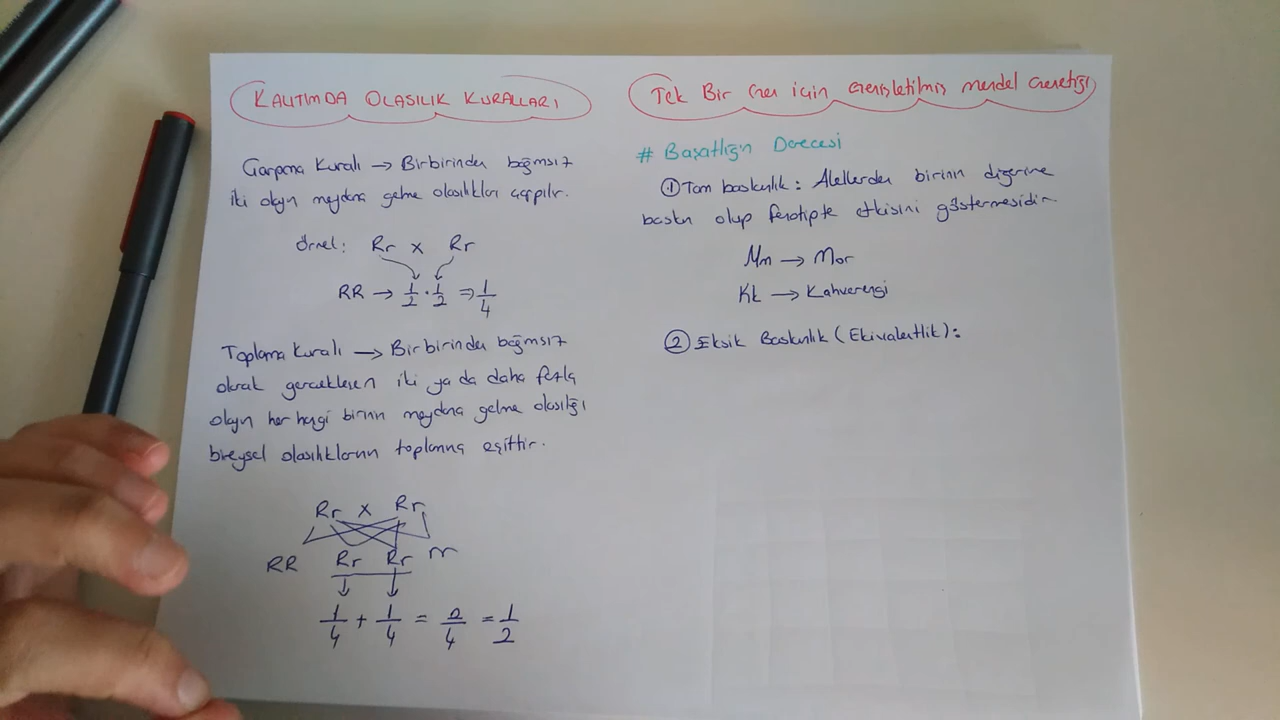 KALITIMDA OLASILIK KURALLARI
Çarpma Kuralı → Birbirinden bağımsız
iki olayın meydana gelme olasılıkları çarpılır.
Örnek: Rr x Rr
RR → 1/2 · 1/2 ⇒ 1/4
Toplama Kuralı → Birbirinden bağımsız
olarak gerçekleşen iki ya da daha fazla
olayın her hangi birinin meydana gelme olasılığı
bireysel olasılıkların toplamına eşittir.
Rr x Rr
RR Rr Rr rr
1/4 + 1/4 = 2/4 = 1/2
Tek Bir Gen için Genişletilmiş mendel Genetiği
# Başatlığın Derecesi
① Tam baskınlık: Alellerden birinin diğerine
baskın olup fenotipte etkisini göstermesidir.
Mm → Mor
Kk → Kahverengi
② Eksik Baskınlık (Ekivalentlik):